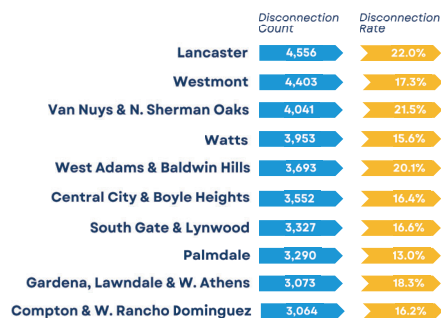 Disconnection Disconnection
Count Rate
Lancaster 4,556 22.0%
Westmont 4,403 17.3%
Van Nuys & N. Sherman Oaks 4,041 21.5%
Watts 3,953 15.6%
West Adams & Baldwin Hills 3,693 20.1%
Central City & Boyle Heights 3,552 16.4%
South Gate & Lynwood 3,327 16.6%
Palmdale 3,290 13.0%
Gardena, Lawndale & W. Athens 3,073 18.3%
Compton & W. Rancho Dominguez 3,064 16.2%